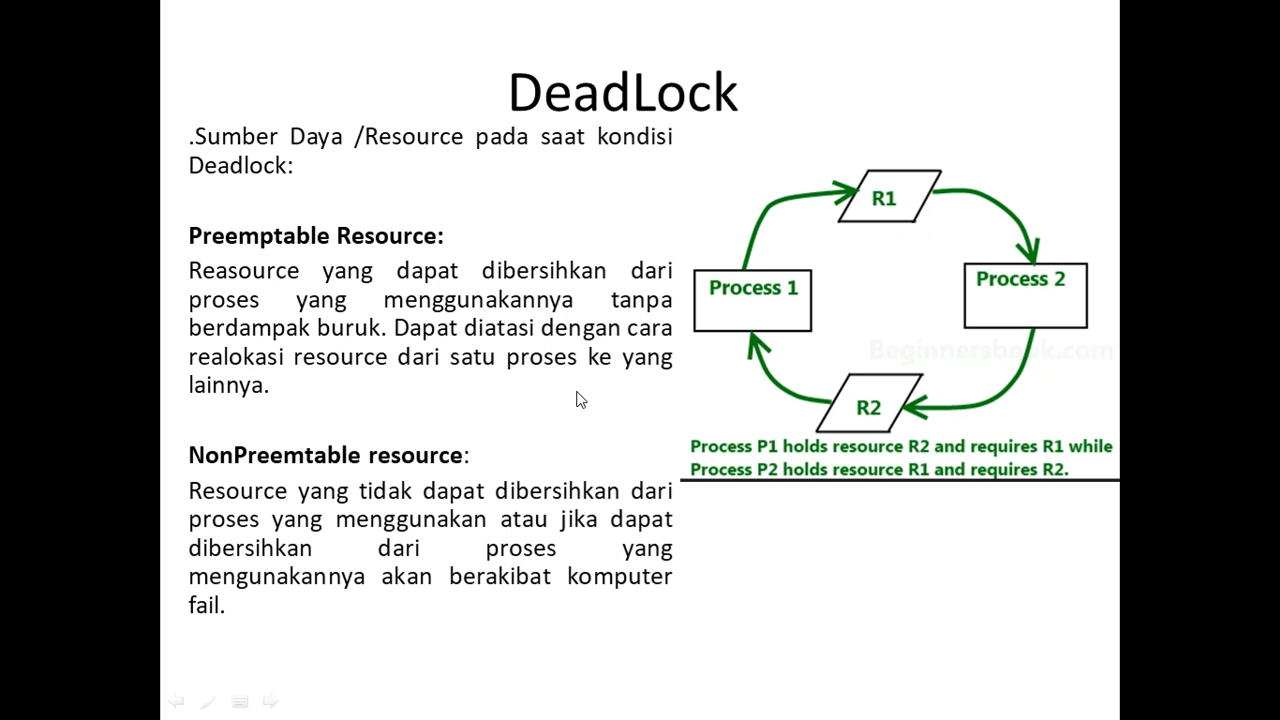 DeadLock
.Sumber Daya /Resource pada saat kondisi
Deadlock:
Preemptable Resource:
Reasource yang dapat dibersihkan dari
proses yang menggunakannya tanpa
berdampak buruk. Dapat diatasi dengan cara
realokasi resource dari satu proses ke yang
lainnya.
NonPreemtable resource:
Resource yang tidak dapat dibersihkan dari
proses yang menggunakan atau jika dapat
dibersihkan dari proses yang
mengunakannya akan berakibat komputer
fail.
R1
Process 1
Process 2
Beginnersbook.com
R2
Process P1 holds resource R2 and requires R1 while
Process P2 holds resource R1 and requires R2.